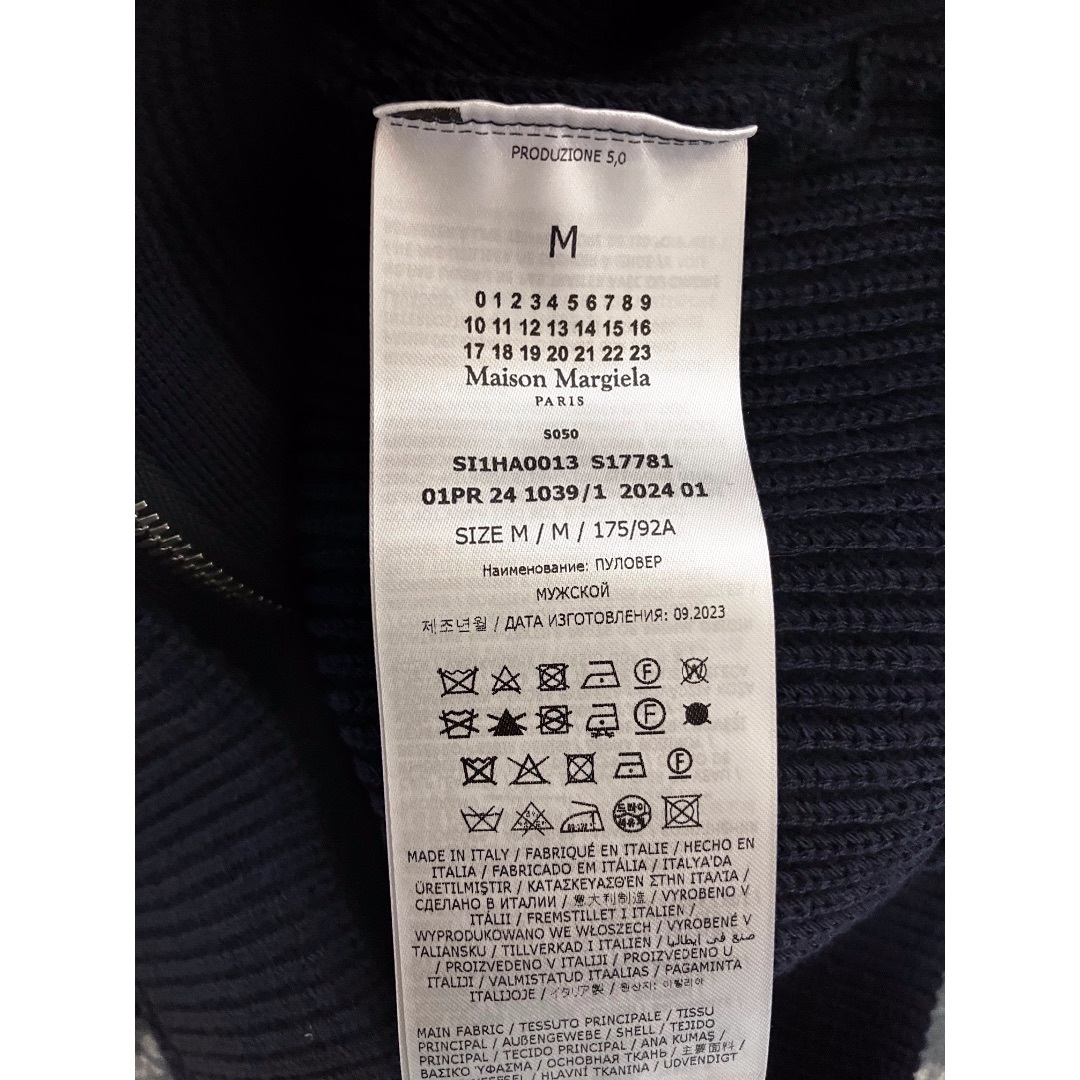 PRODUZIONE 5,0
M
0 1 2 3 4 5 6 7 8 9
10 11 12 13 14 15 16
17 18 19 20 21 22 23
Maison Margiela
PARIS
S050
SI1HA0013 S17781
01PR 24 1039/1 2024 01
SIZE M / M / 175/92A
Наименование: ПУЛОВЕР
МУЖСКОЙ
제조년월 / ДАТА ИЗГОТОВЛЕНИЯ: 09.2023
F W
F
F
드라이
MADE IN ITALY / FABRIQUÉ EN ITALIE / HECHO EN
ITALIA / FABRICADO EM ITÁLIA / ITALYA'DA
ÜRETILMIŞTIR / ΚΑΤΑΣΚΕΥΑΣΘ'ΕΝ ΣΤΗΝ ΙΤΑΛ'ΙΑ /
СДЕЛАНО В ИТАЛИИ / 意大利制造 / VYROBENO V
ITÁLII / FREMSTILLET I ITALIEN /
WYPRODUKOWANO WE WŁOSZECH / VYROBENÉ V
TALIANSKU / TILLVERKAD I ITALIEN / صنع في ايطاليا
/ PROIZVEDENO V ITALIJI / PROIZVEDENO U
ITALIJI / VALMISTATUD ITAALIAS / PAGAMINTA
ITALIJOJE / イタリア製 / 원산지: 이탈리아
MAIN FABRIC / TESSUTO PRINCIPALE / TISSU
PRINCIPAL / AUßENGEWEBE / SHELL / TEJIDO
PRINCIPAL / TECIDO PRINCIPAL / ANA KUMAŞ /
ΒΑΣΙΚΟ 'ΥΦΑΣΜΑ / ОСНОВНАЯ ТКАНЬ / 主要面料 /
HLAVNÍ TKANINA / UDVENDIGT